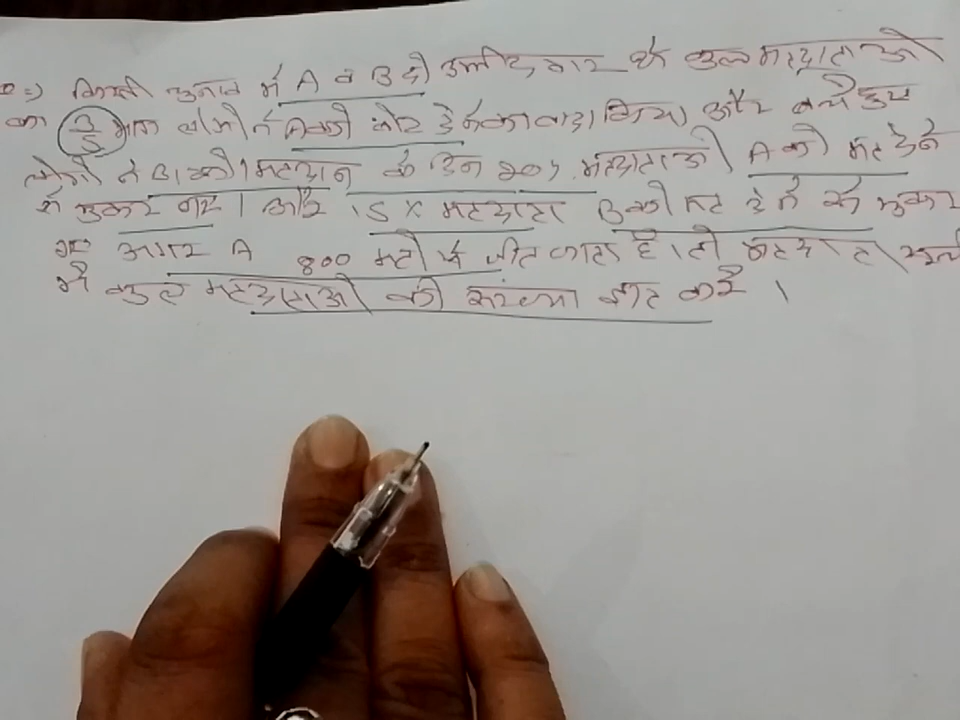 Q=) किसी चुनाव में A व B दो उम्मीदवार थे कुल मतदाताओ
का 3/5 भाग लोगो ने A को वोट देने का वादा किया और बचे हुए
लोगो ने B को। मतदान के दिन 20% मतदाताओ A को मत देने
से मुकर गए। और 15% मतदाता B को मत देने से मुकर
गए अगर A 800 मतो से जीत जाता है। तो मतदाता सूची
मे कुल मतदाताओ की संख्या ज्ञात करे।